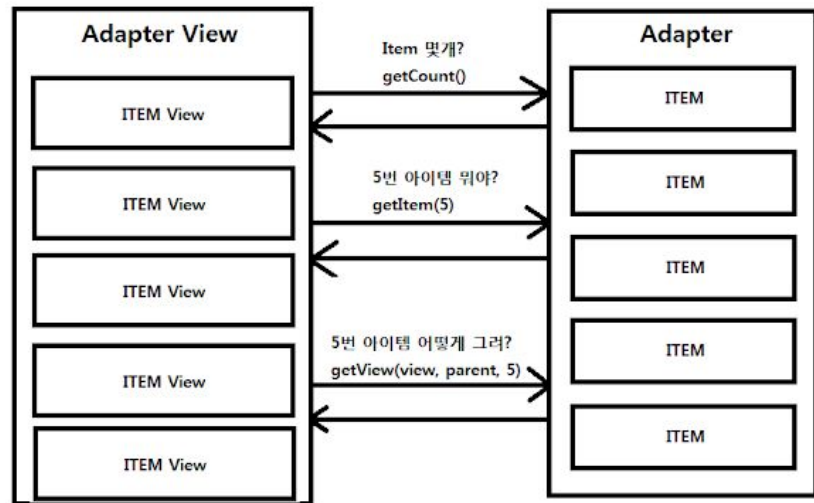 Adapter View
ITEM View
ITEM View
ITEM View
ITEM View
ITEM View
Item 몇개?
getCount()
5번 아이템 뭐야?
getItem(5)
5번 아이템 어떻게 그려?
getView(view, parent, 5)
Adapter
ITEM
ITEM
ITEM
ITEM
ITEM